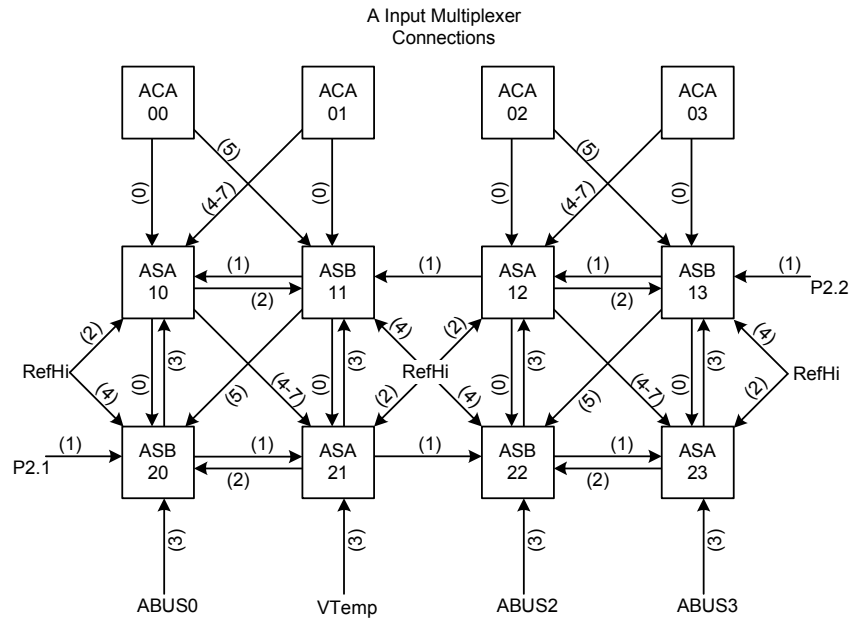 A Input Multiplexer
Connections
ACA
00
ACA
01
ACA
02
ACA
03
(0)
(5)
(4-7)
(0)
(0)
(5)
(4-7)
(0)
ASA
10
(1)
(2)
ASB
11
(1)
ASA
12
(1)
(2)
ASB
13
(1)
P2.2
(2)
RefHi
(4)
(0)
(3)
(5)
(4-7)
(0)
(3)
(4)
(2)
RefHi
(2)
(4)
(0)
(3)
(5)
(4-7)
(0)
(3)
(4)
RefHi
(2)
(1)
P2.1
ASB
20
(1)
(2)
ASA
21
(1)
ASB
22
(1)
(2)
ASA
23
(3)
(3)
(3)
(3)
ABUS0
VTemp
ABUS2
ABUS3